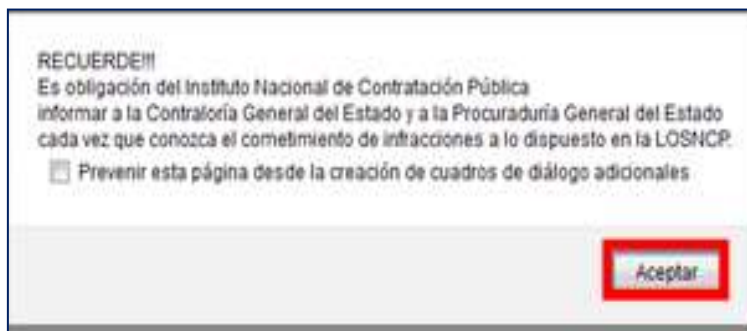 RECUERDE!!!
Es obligación del Instituto Nacional de Contratación Pública
informar a la Contraloría General del Estado y a la Procuraduría General del Estado
cada vez que conozca el cometimiento de infracciones a lo dispuesto en la LOSNCP.
Prevenir esta página desde la creación de cuadros de diálogo adicionales
Aceptar